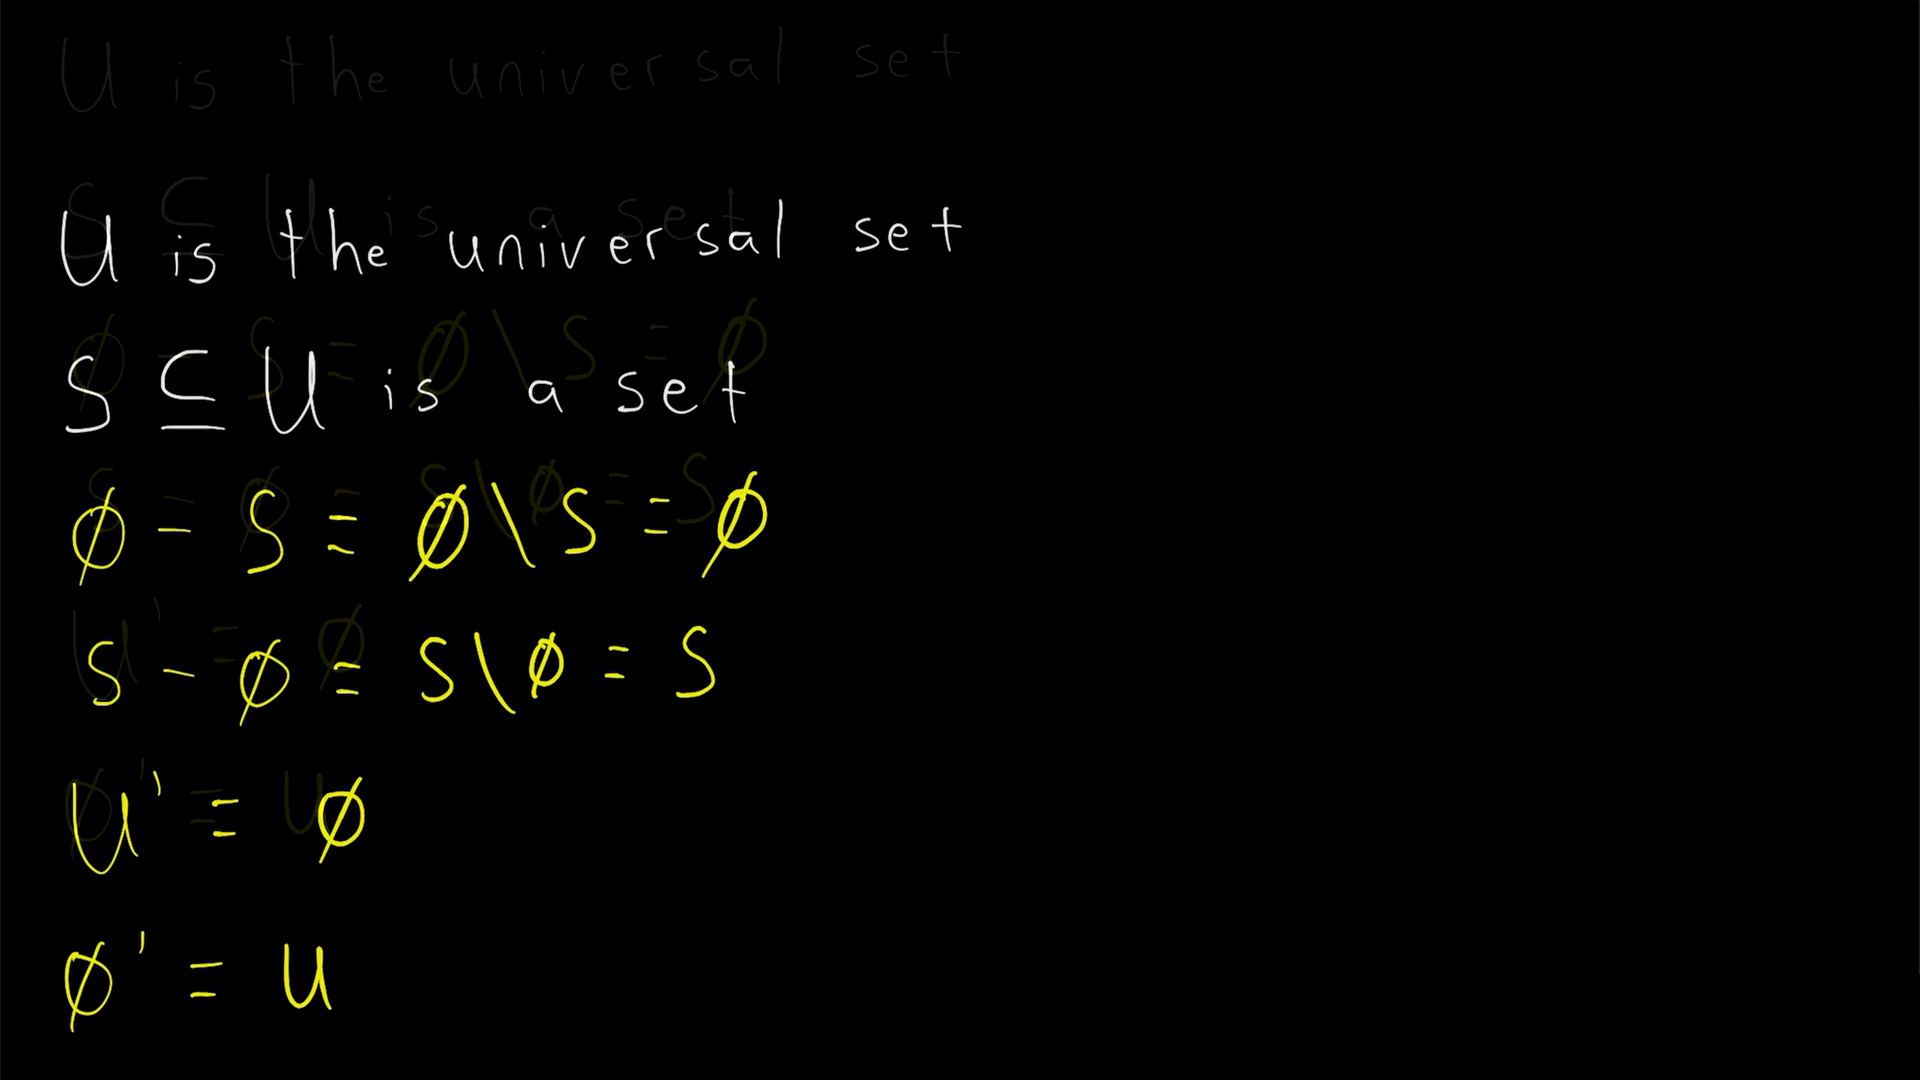 U is the universal set
S ⊆ U is a set
∅ - S = ∅ \ S = ∅
S - ∅ = S \ ∅ = S
U' = ∅
∅' = U